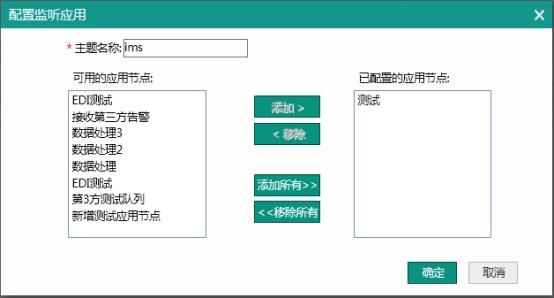 配置监听应用
* 主题名称: ims
可用的应用节点:
已配置的应用节点:
EDI测试
接收第三方告警
数据处理3
数据处理2
数据处理
EDI测试
第3方测试队列
新增测试应用节点
添加 >
< 移除
添加所有>>
<<移除所有
测试
确定
取消